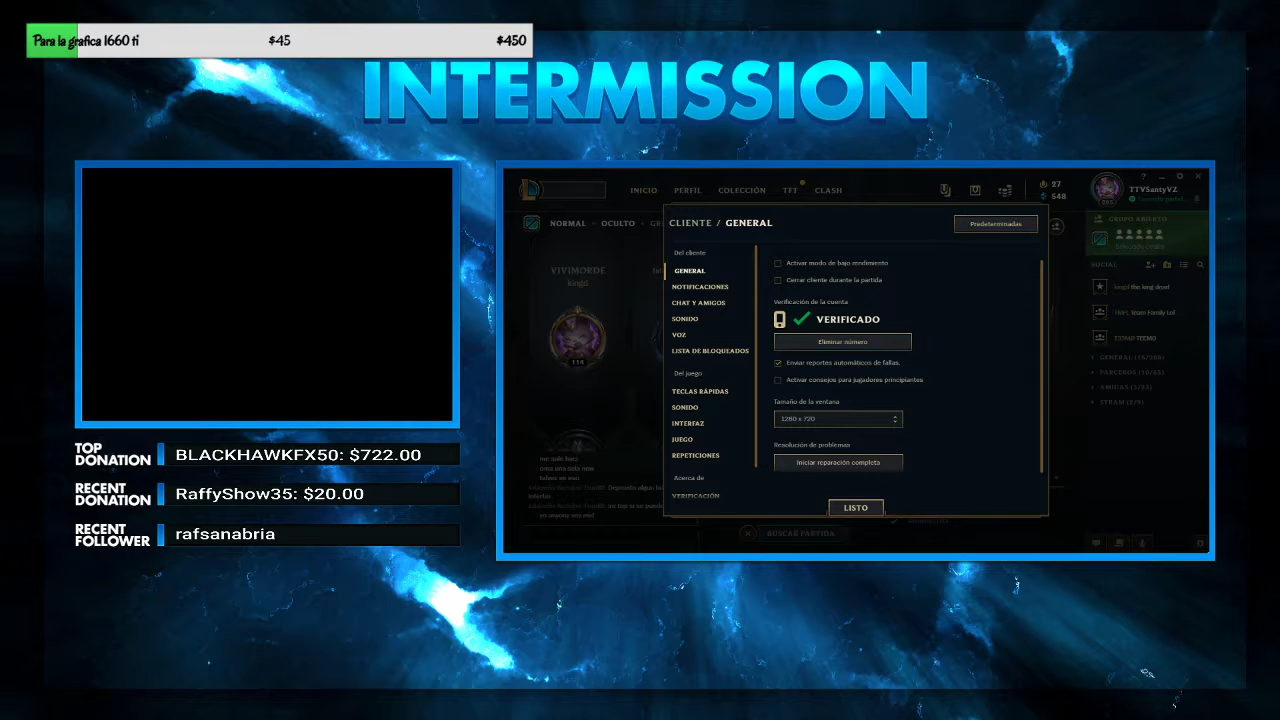 Para la grafica 1660 ti $45 $450
INTERMISSION
TOP DONATION BLACKHAWKFX50: $722.00
RECENT DONATION RaffyShow35: $20.00
RECENT FOLLOWER rafsanabria
INICIO PERFIL COLECCIÓN TFT CLASH
27
548
TTVSantyVZ
203
NORMAL OCULTO
CLIENTE / GENERAL
Predeterminadas
GRUPO ABIERTO
SOCIAL
VIVIMORDE
kingd
114
Del cliente
GENERAL
NOTIFICACIONES
CHAT Y AMIGOS
SONIDO
VOZ
LISTA DE BLOQUEADOS
Del juego
TECLAS RÁPIDAS
SONIDO
INTERFAZ
JUEGO
REPETICIONES
Acerca de
VERIFICACIÓN
Activar modo de bajo rendimiento
Cerrar cliente durante la partida
Verificación de la cuenta
VERIFICADO
Eliminar número
Enviar reportes automáticos de fallas.
Activar consejos para jugadores principiantes
Tamaño de la ventana
1280 x 720
Resolución de problemas
Iniciar reparación completa
LISTO
BUSCAR PARTIDA